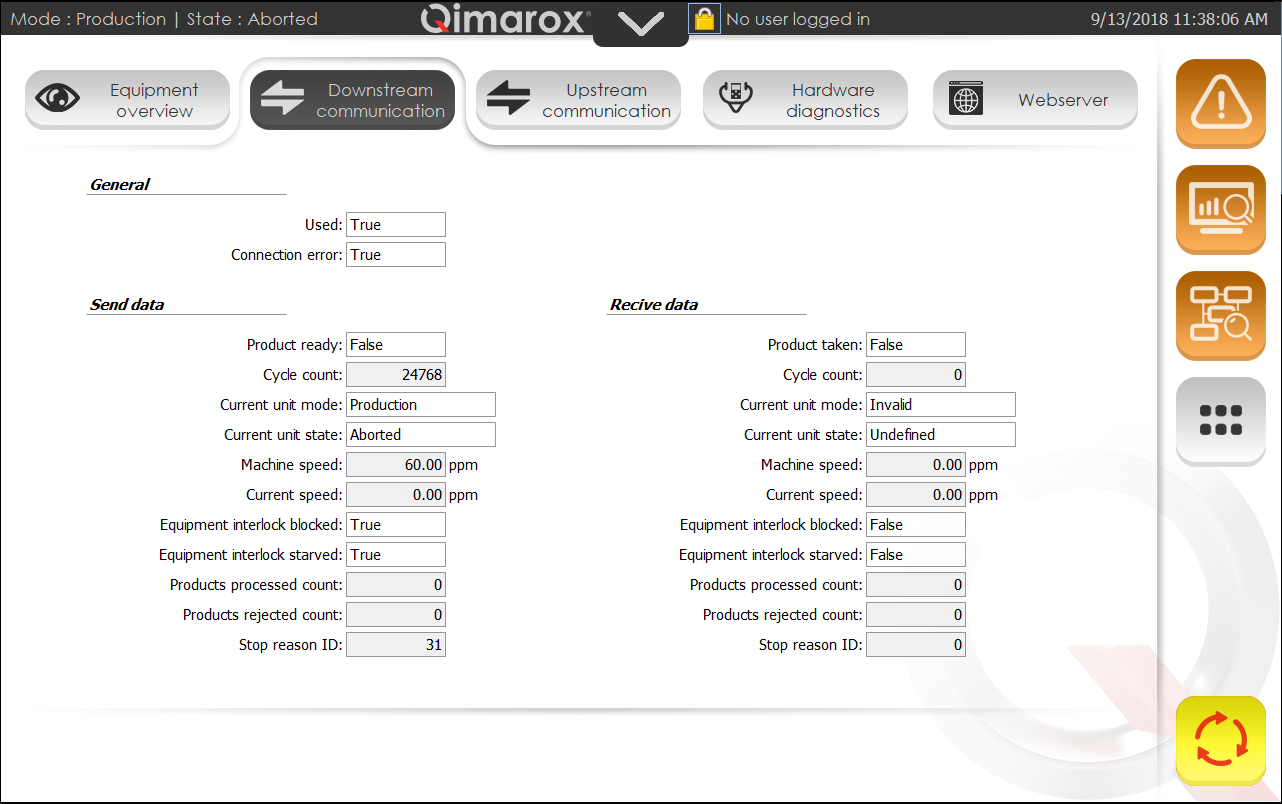 Mode : Production | State : Aborted
Qimarox®
No user logged in
9/13/2018 11:38:06 AM
Equipment
overview
Downstream
communication
Upstream
communication
Hardware
diagnostics
Webserver
General
Used: True
Connection error: True
Send data
Product ready: False
Cycle count: 24768
Current unit mode: Production
Current unit state: Aborted
Machine speed: 60.00 ppm
Current speed: 0.00 ppm
Equipment interlock blocked: True
Equipment interlock starved: True
Products processed count: 0
Products rejected count: 0
Stop reason ID: 31
Recive data
Product taken: False
Cycle count: 0
Current unit mode: Invalid
Current unit state: Undefined
Machine speed: 0.00 ppm
Current speed: 0.00 ppm
Equipment interlock blocked: False
Equipment interlock starved: False
Products processed count: 0
Products rejected count: 0
Stop reason ID: 0